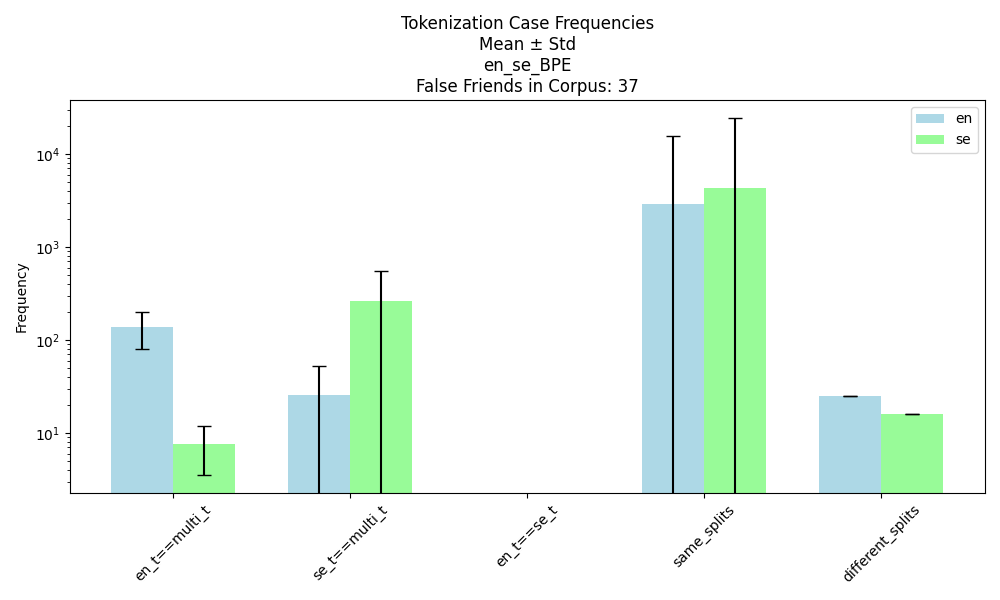 Tokenization Case Frequencies
Mean ± Std
en_se_BPE
False Friends in Corpus: 37
en
se
Frequency
10⁴
10³
10²
10¹
en_t==multi_t
se_t==multi_t
en_t==se_t
same_splits
different_splits